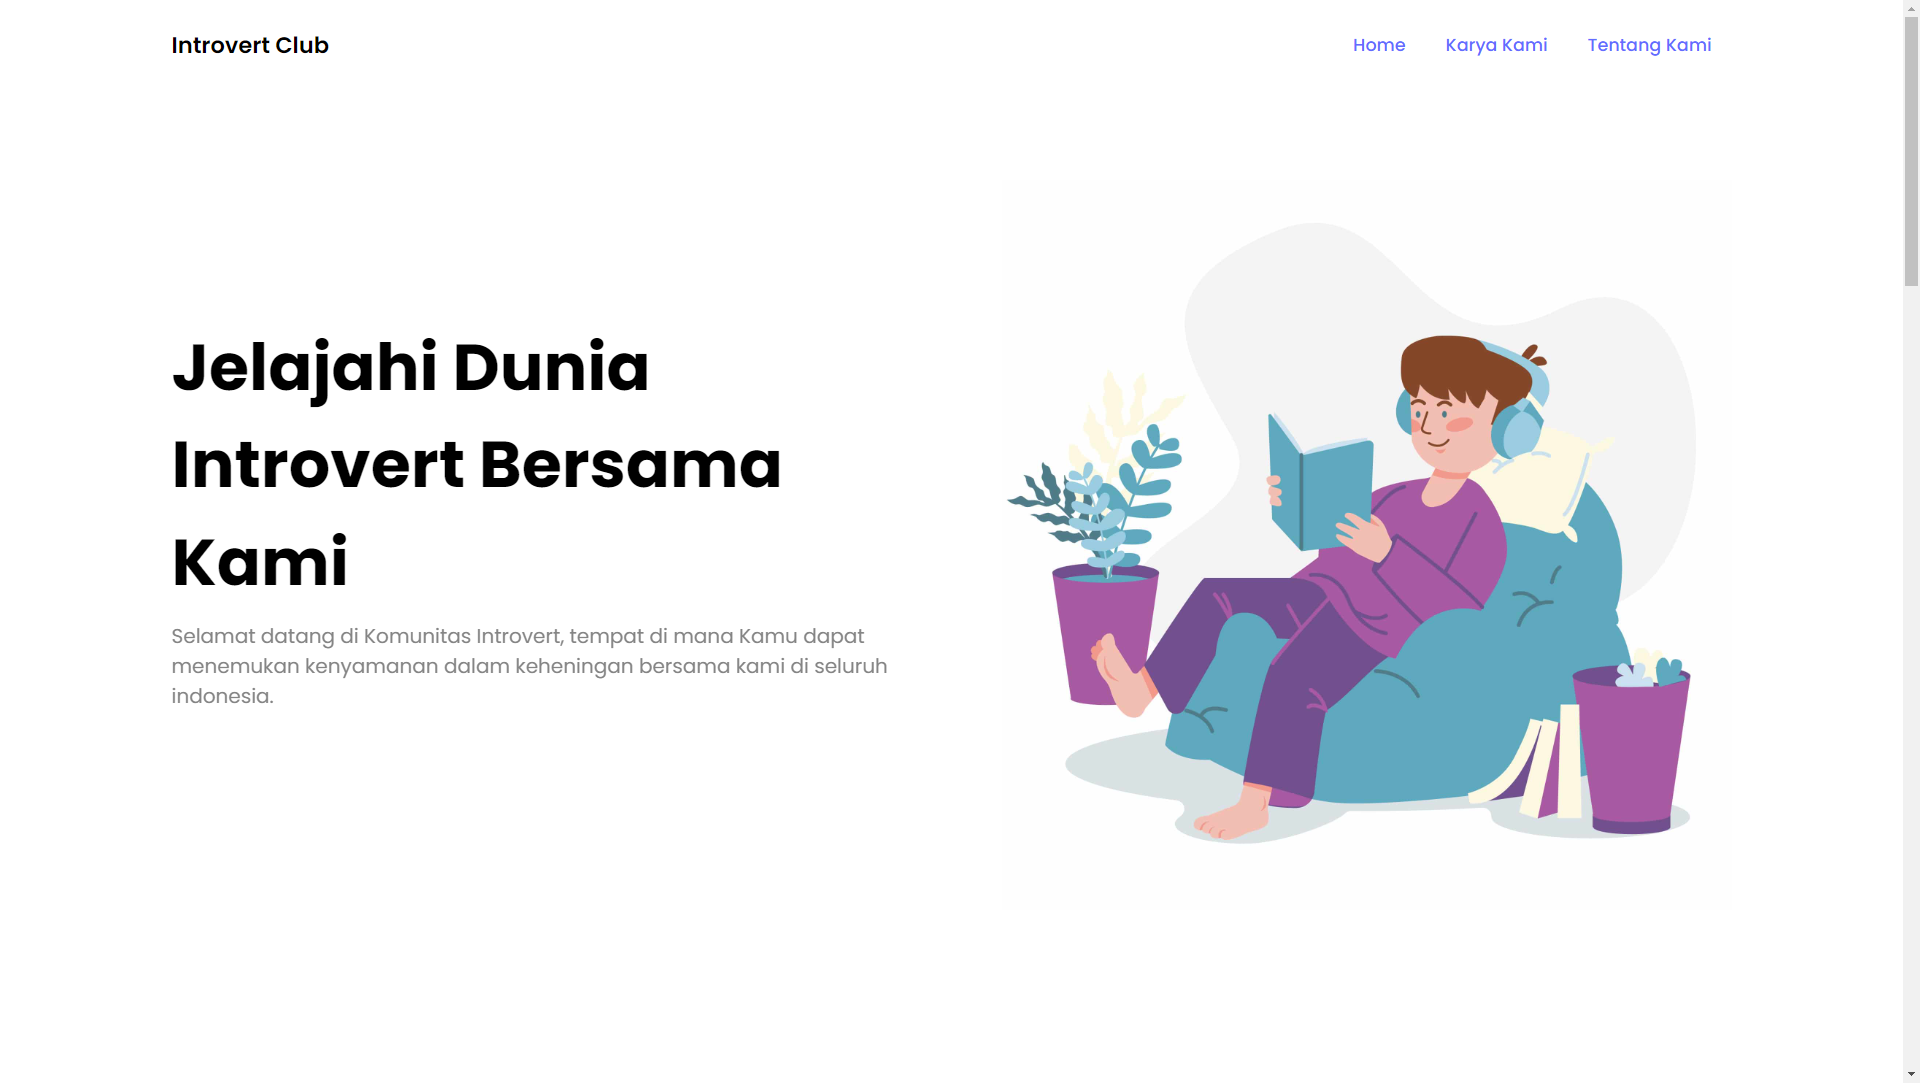 Introvert Club
Home
Karya Kami
Tentang Kami
Jelajahi Dunia
Introvert Bersama
Kami
Selamat datang di Komunitas Introvert, tempat di mana Kamu dapat
menemukan kenyamanan dalam keheningan bersama kami di seluruh
indonesia.